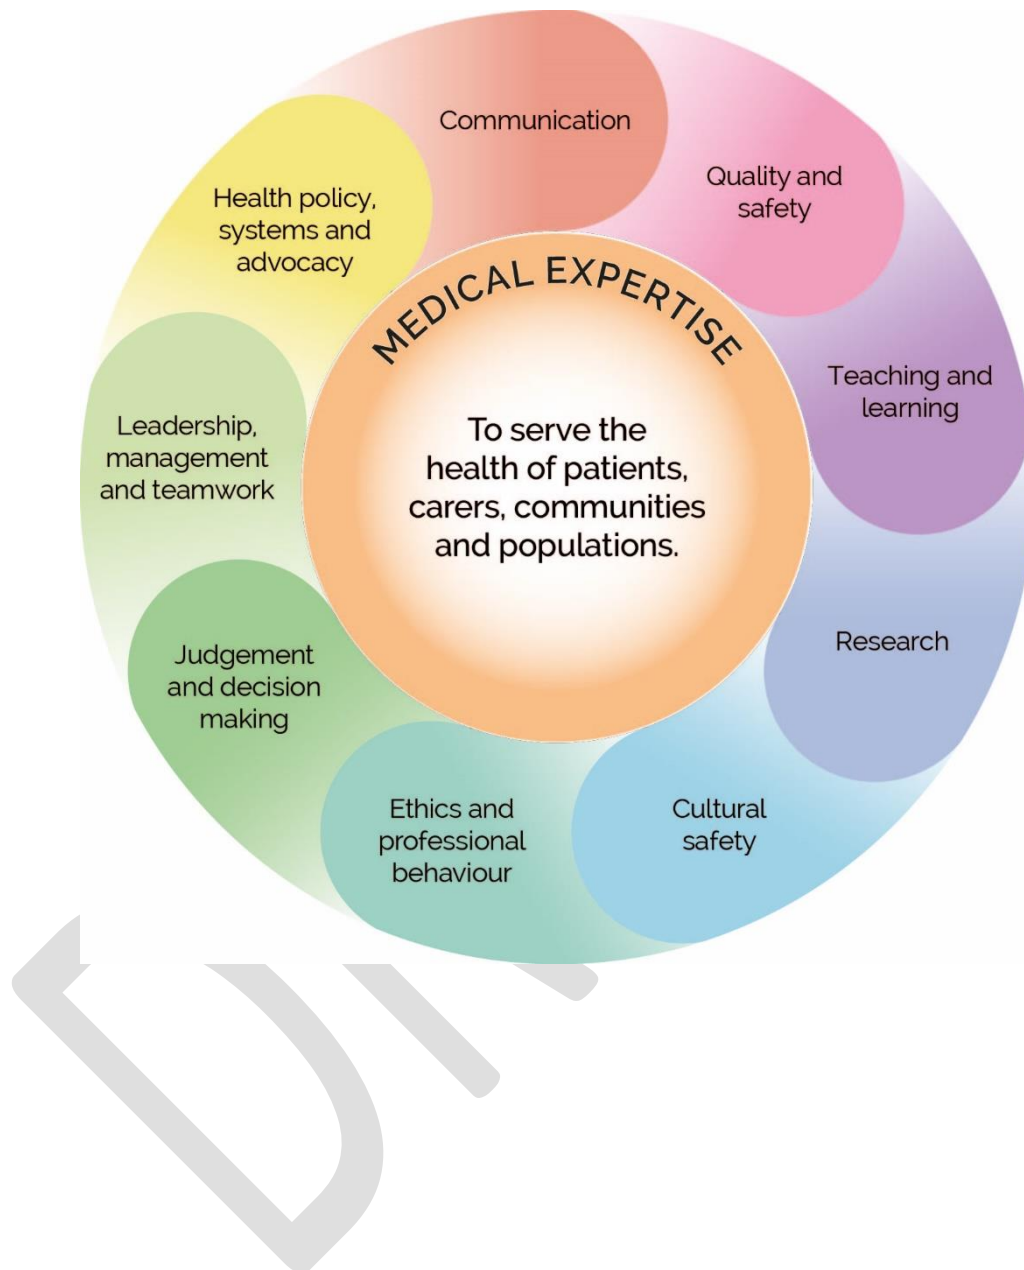 Communication
Quality and
safety
Teaching and
learning
Research
Cultural
safety
Ethics and
professional
behaviour
Judgement
and decision
making
Leadership,
management
and teamwork
Health policy,
systems and
advocacy
MEDICAL EXPERTISE
To serve the
health of patients,
carers, communities
and populations.